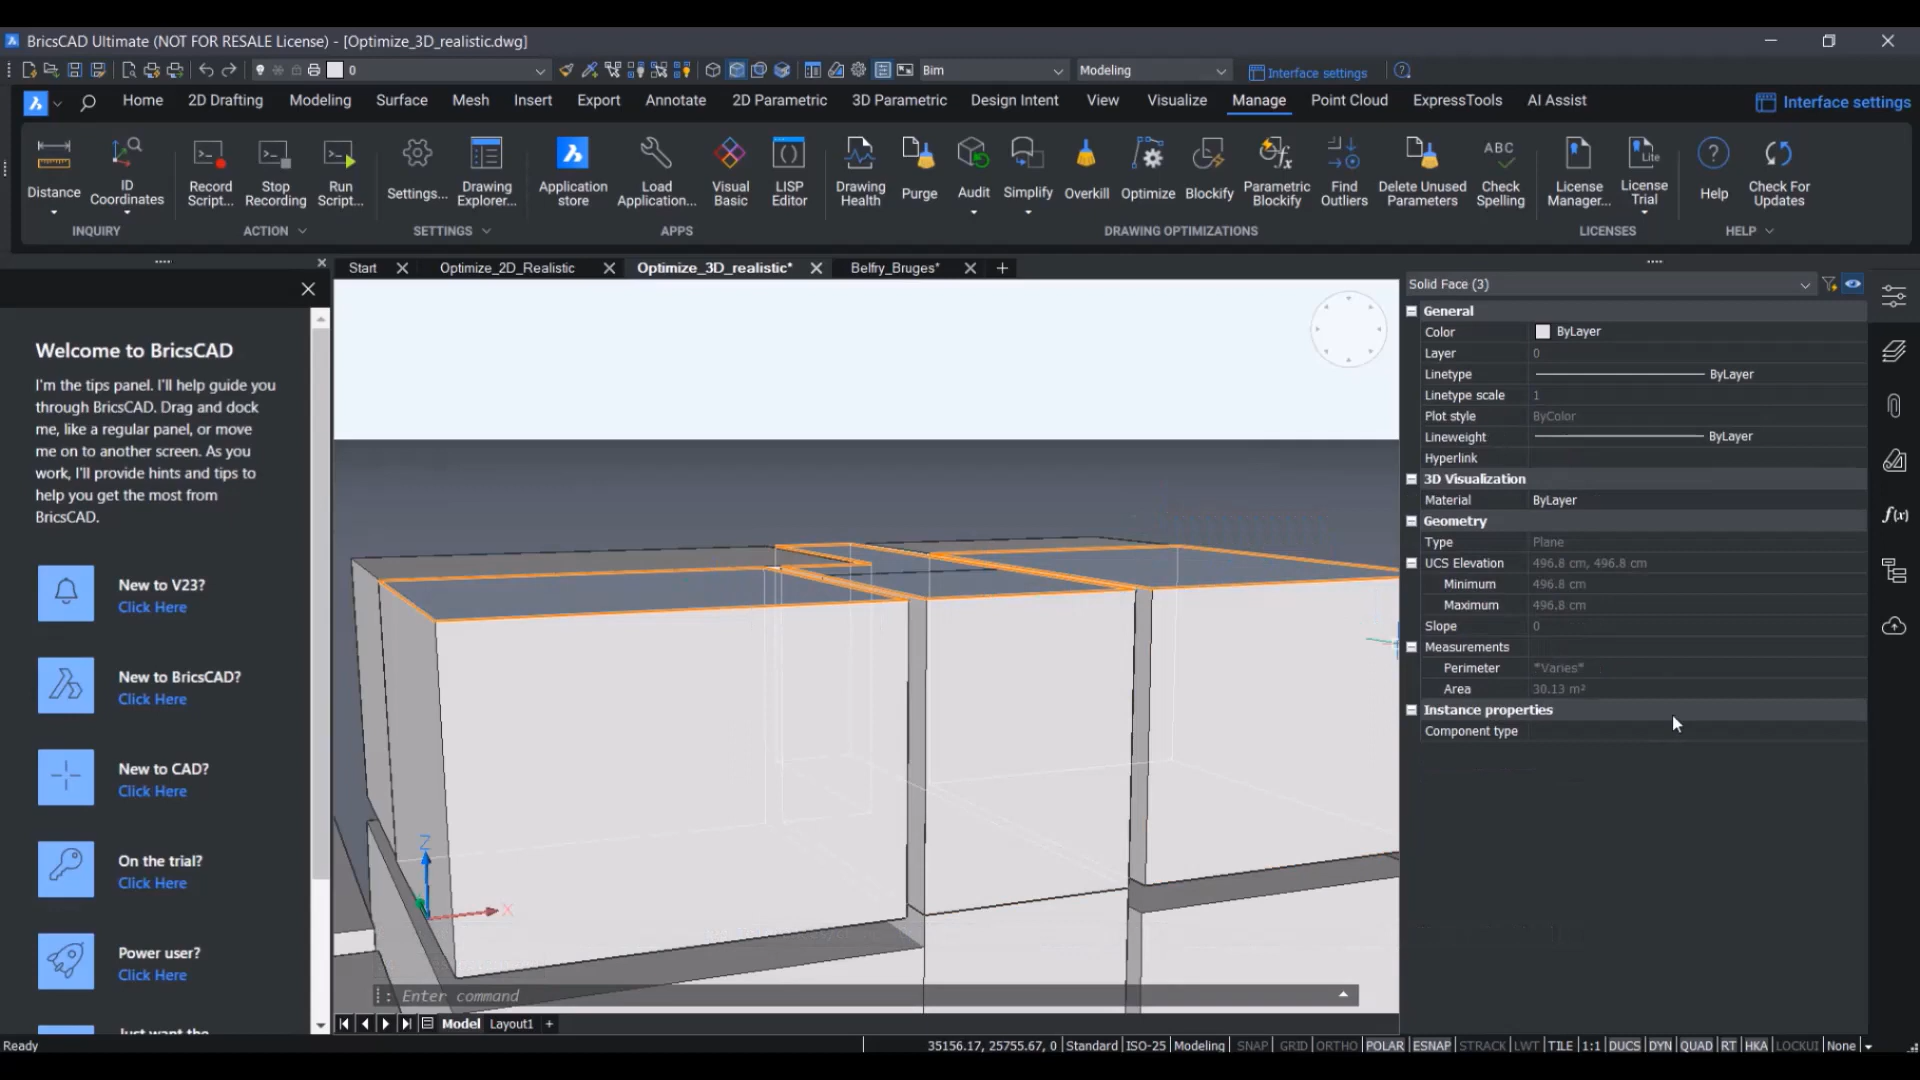 BricsCAD Ultimate (NOT FOR RESALE License) - [Optimize_3D_realistic.dwg]
0
Bim
Modeling
Interface settings
Home 2D Drafting Modeling Surface Mesh Insert Export Annotate 2D Parametric 3D Parametric Design Intent View Visualize Manage Point Cloud ExpressTools AI Assist
Interface settings
Distance
ID Coordinates
Record Script...
Stop Recording
Run Script...
Settings...
Drawing Explorer...
Application store
Load Application...
Visual Basic
LISP Editor
Drawing Health
Purge
Audit
Simplify
Overkill
Optimize
Blockify
Parametric Blockify
Find Outliers
Delete Unused Parameters
ABC
Check Spelling
License Manager...
Lite
License Trial
Help
Check For Updates
INQUIRY ACTION SETTINGS APPS DRAWING OPTIMIZATIONS LICENSES HELP
Start Optimize_2D_Realistic Optimize_3D_realistic* Belfry_Bruges*
Welcome to BricsCAD
I'm the tips panel. I'll help guide you
through BricsCAD. Drag and dock
me, like a regular panel, or move
me on to another screen. As you
work, I'll provide hints and tips to
help you get the most from
BricsCAD.
New to V23?
Click Here
New to BricsCAD?
Click Here
New to CAD?
Click Here
On the trial?
Click Here
Power user?
Click Here
Just want the
Z
X
: Enter command
Model Layout1 +
Solid Face (3)
General
Color ByLayer
Layer 0
Linetype ByLayer
Linetype scale 1
Plot style ByColor
Lineweight ByLayer
Hyperlink
3D Visualization
Material ByLayer
Geometry
Type Plane
UCS Elevation 496.8 cm, 496.8 cm
Minimum 496.8 cm
Maximum 496.8 cm
Slope 0
Measurements
Perimeter *Varies*
Area 30.13 m²
Instance properties
Component type
f(x)
Ready
35156.17, 25755.67, 0 Standard ISO-25 Modeling SNAP GRID ORTHO POLAR ESNAP STRACK LWT TILE 1:1 DUCS DYN QUAD RT HKA LOCKUI None